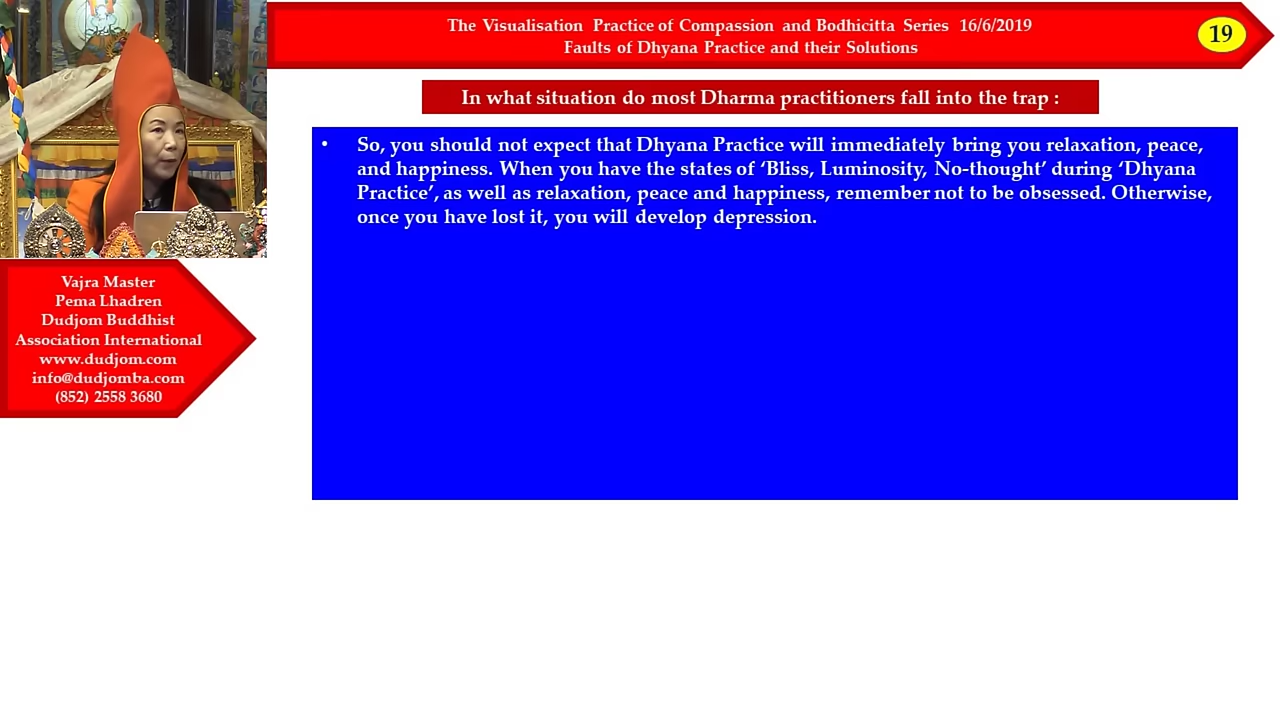 The Visualisation Practice of Compassion and Bodhicitta Series 16/6/2019
Faults of Dhyana Practice and their Solutions
19
In what situation do most Dharma practitioners fall into the trap :
• So, you should not expect that Dhyana Practice will immediately bring you relaxation, peace,
and happiness. When you have the states of ‘Bliss, Luminosity, No-thought’ during ‘Dhyana
Practice’, as well as relaxation, peace and happiness, remember not to be obsessed. Otherwise,
once you have lost it, you will develop depression.
Vajra Master
Pema Lhadren
Dudjom Buddhist
Association International
www.dudjom.com
info@dudjomba.com
(852) 2558 3680